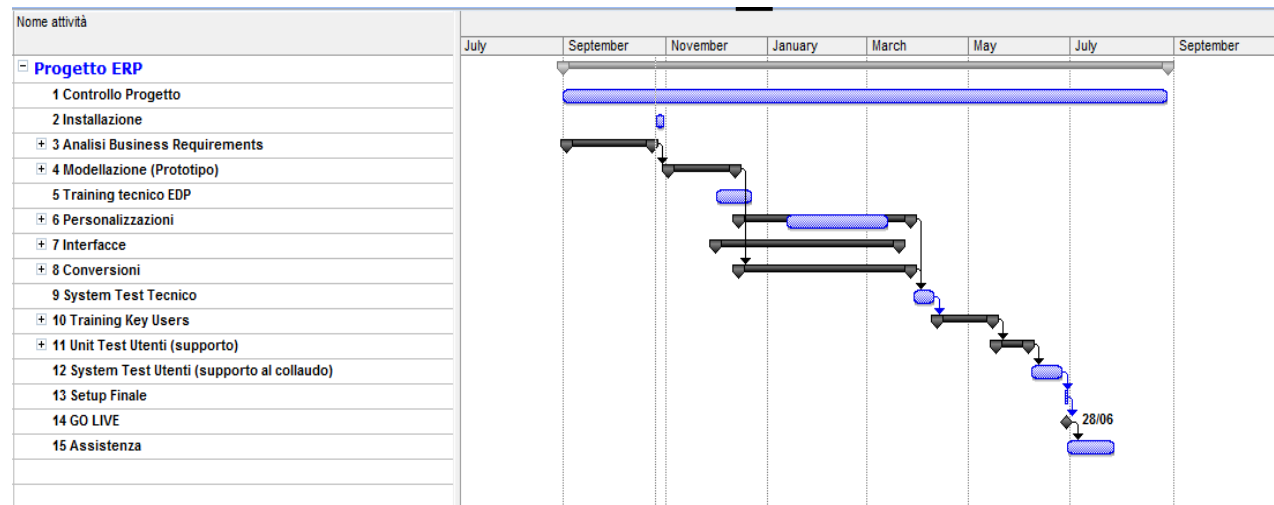 Nome attività
July September November January March May July September
Progetto ERP
1 Controllo Progetto
2 Installazione
3 Analisi Business Requirements
4 Modellazione (Prototipo)
5 Training tecnico EDP
6 Personalizzazioni
7 Interfacce
8 Conversioni
9 System Test Tecnico
10 Training Key Users
11 Unit Test Utenti (supporto)
12 System Test Utenti (supporto al collaudo)
13 Setup Finale
14 GO LIVE 28/06
15 Assistenza